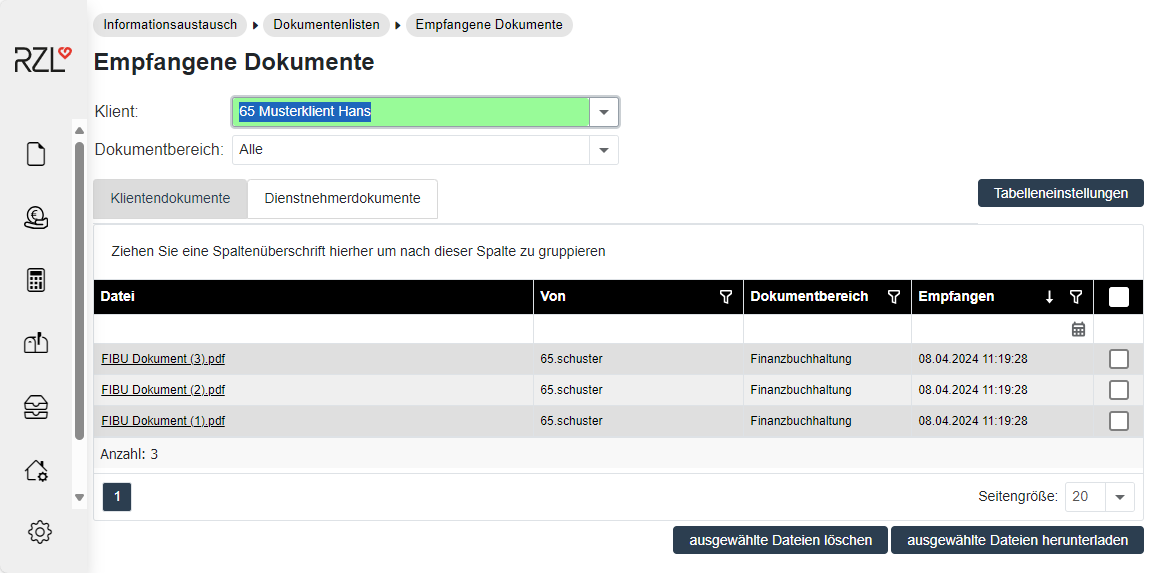 Informationsaustausch Dokumentenlisten Empfangene Dokumente
RZL
Empfangene Dokumente
Klient: 65 Musterklient Hans
Dokumentbereich: Alle
Klientendokumente Dienstnehmerdokumente Tabelleneinstellungen
Ziehen Sie eine Spaltenüberschrift hierher um nach dieser Spalte zu gruppieren
Datei Von Dokumentbereich Empfangen
FIBU Dokument (3).pdf 65.schuster Finanzbuchhaltung 08.04.2024 11:19:28
FIBU Dokument (2).pdf 65.schuster Finanzbuchhaltung 08.04.2024 11:19:28
FIBU Dokument (1).pdf 65.schuster Finanzbuchhaltung 08.04.2024 11:19:28
Anzahl: 3
1 Seitengröße: 20
ausgewählte Dateien löschen ausgewählte Dateien herunterladen